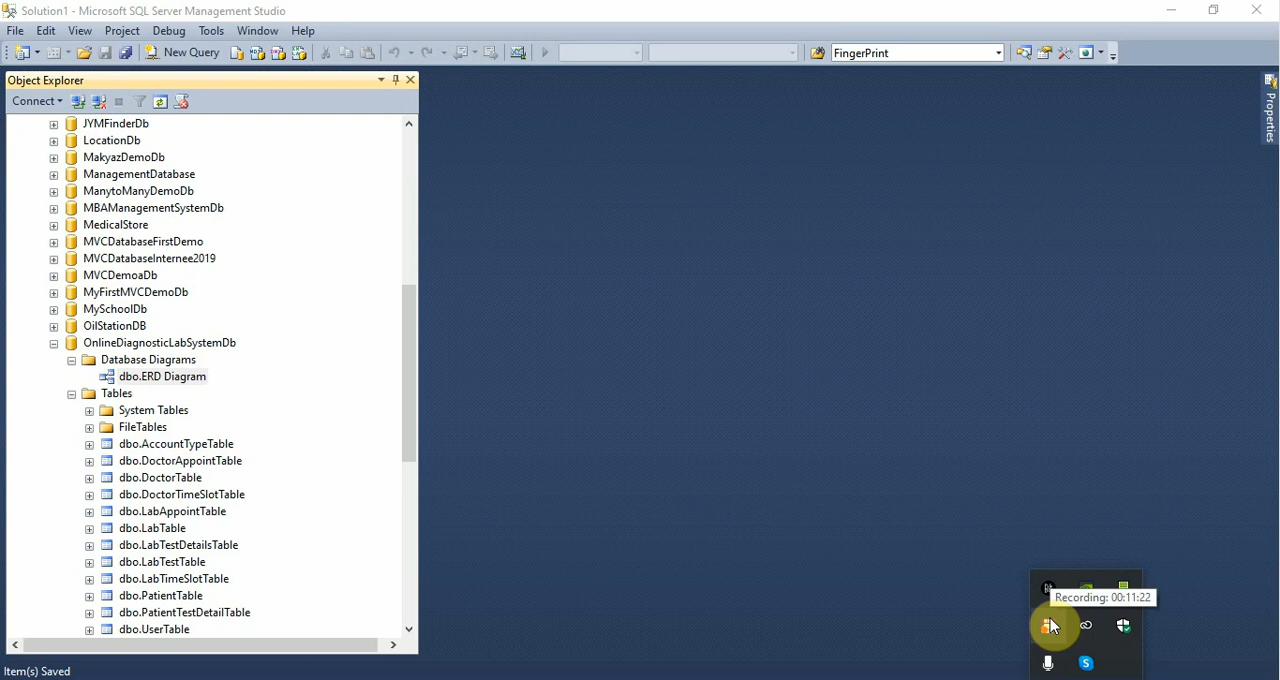 Solution1 - Microsoft SQL Server Management Studio
File Edit View Project Debug Tools Window Help
New Query FingerPrint
Object Explorer
Properties
Connect
JYMFinderDb
LocationDb
MakyazDemoDb
ManagementDatabase
ManytoManyDemoDb
MBAManagementSystemDb
MedicalStore
MVCDatabaseFirstDemo
MVCDatabaseInternee2019
MVCDemoaDb
MyFirstMVCDemoDb
MySchoolDb
OilStationDB
OnlineDiagnosticLabSystemDb
Database Diagrams
dbo.ERD Diagram
Tables
System Tables
FileTables
dbo.AccountTypeTable
dbo.DoctorAppointTable
dbo.DoctorTable
dbo.DoctorTimeSlotTable
dbo.LabAppointTable
dbo.LabTable
dbo.LabTestDetailsTable
dbo.LabTestTable
dbo.LabTimeSlotTable
dbo.PatientTable
dbo.PatientTestDetailTable
dbo.UserTable
Recording: 00:11:22
Item(s) Saved